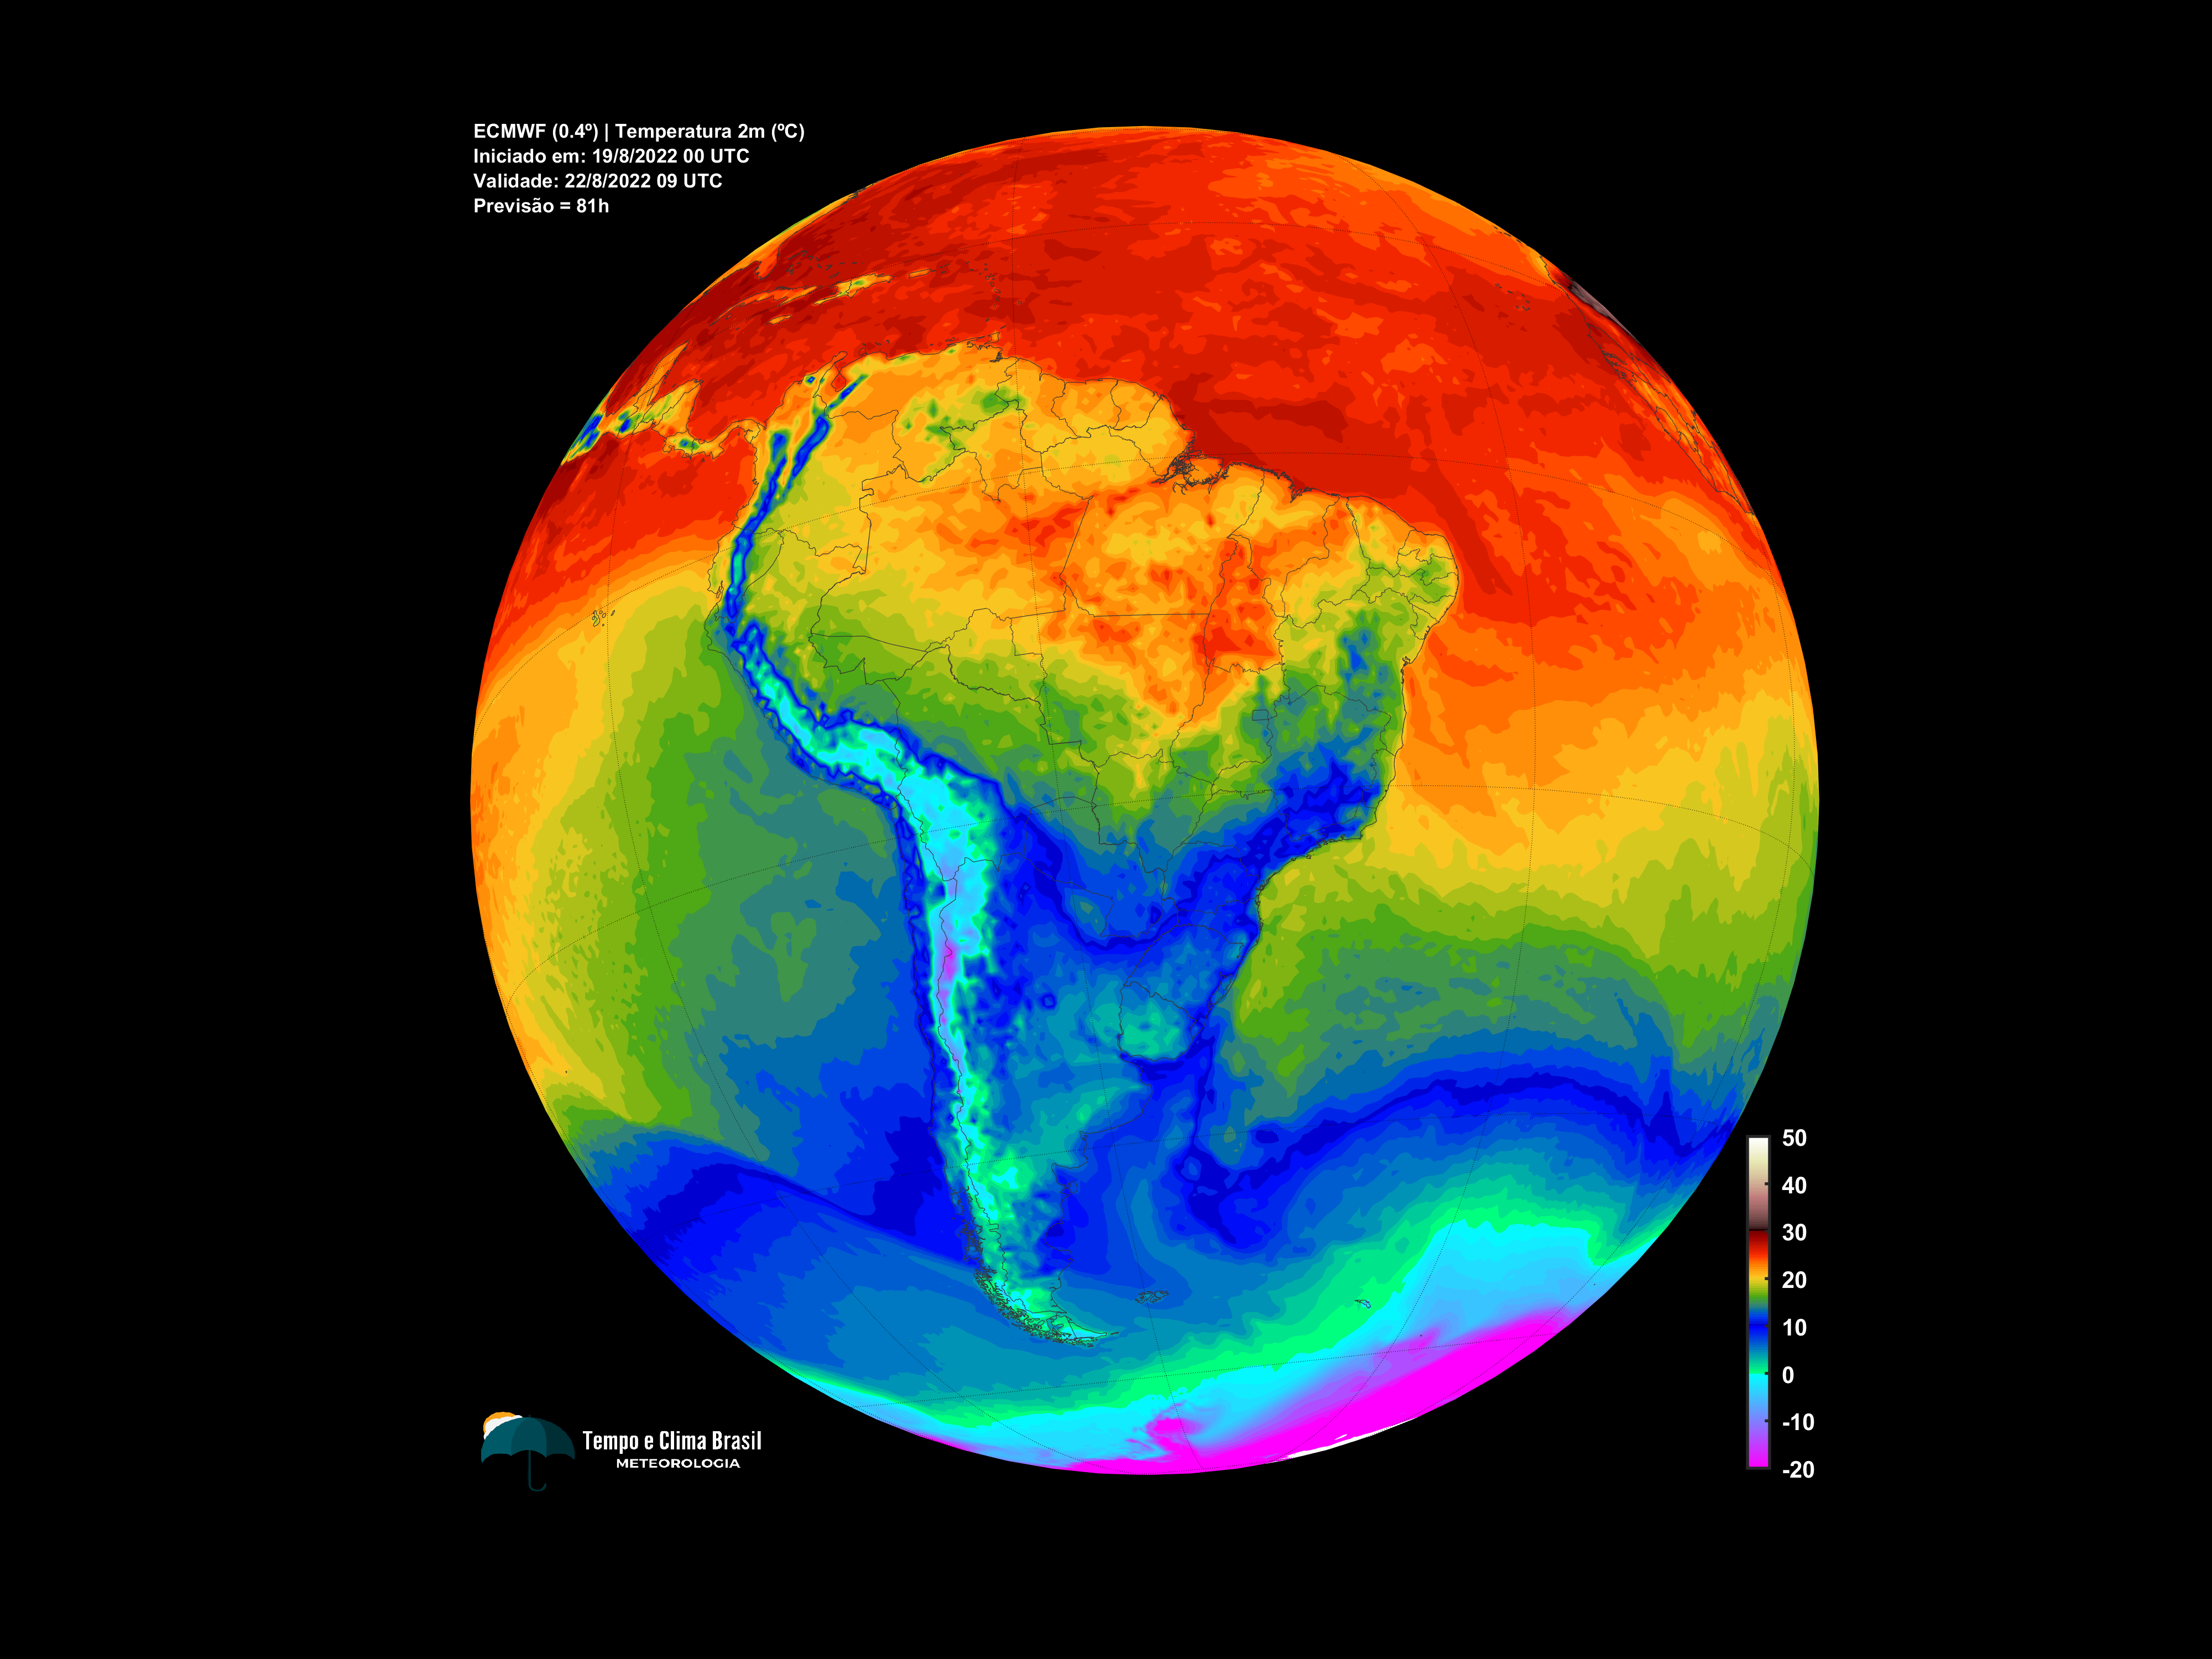 ECMWF (0.4º) | Temperatura 2m (ºC)
Iniciado em: 19/8/2022 00 UTC
Validade: 22/8/2022 09 UTC
Previsão = 81h
50
40
30
20
10
0
-10
-20
Tempo e Clima Brasil
METEOROLOGIA